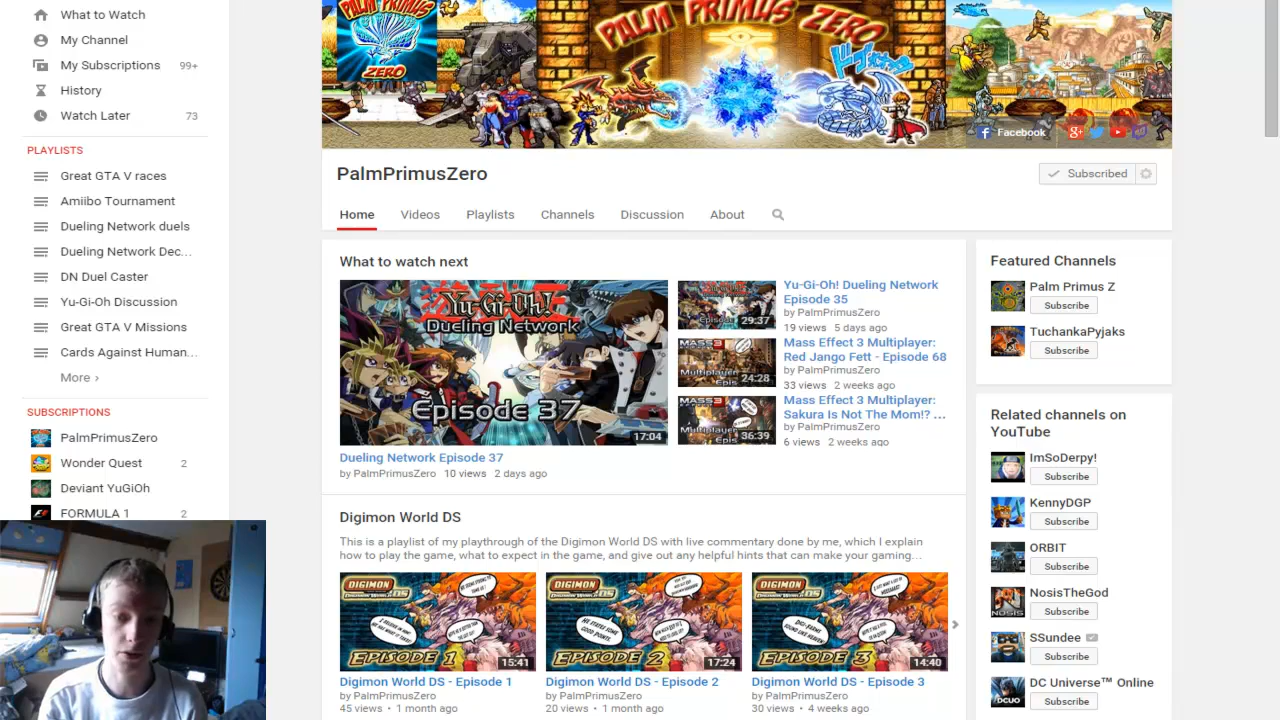 What to Watch
My Channel
My Subscriptions 99+
History
Watch Later 73
PLAYLISTS
Great GTA V races
Amiibo Tournament
Dueling Network duels
Dueling Network Dec...
DN Duel Caster
Yu-Gi-Oh Discussion
Great GTA V Missions
Cards Against Human...
More ›
SUBSCRIPTIONS
PalmPrimusZero
Wonder Quest 2
Deviant YuGiOh
FORMULA 1 2
PALM PRIMUS
ZERO
PALM PRIMUS ZERO
Facebook
PalmPrimusZero
Subscribed
Home Videos Playlists Channels Discussion About
What to watch next
Yu-Gi-Oh!
Dueling Network
Episode 37
17:04
Dueling Network Episode 37
by PalmPrimusZero 10 views 2 days ago
29:37
Yu-Gi-Oh! Dueling Network
Episode 35
by PalmPrimusZero
19 views 5 days ago
24:28
Mass Effect 3 Multiplayer:
Red Jango Fett - Episode 68
by PalmPrimusZero
33 views 2 weeks ago
36:39
Mass Effect 3 Multiplayer:
Sakura Is Not The Mom!? ...
by PalmPrimusZero
6 views 2 weeks ago
Digimon World DS
This is a playlist of my playthrough of the Digimon World DS with live commentary done by me, which I explain
how to play the game, what to expect in the game, and give out any helpful hints that can make your gaming...
DIGIMON
EPISODE 1
15:41
Digimon World DS - Episode 1
by PalmPrimusZero
45 views • 1 month ago
DIGIMON
EPISODE 2
17:24
Digimon World DS - Episode 2
by PalmPrimusZero
20 views • 1 month ago
DIGIMON
EPISODE 3
14:40
Digimon World DS - Episode 3
by PalmPrimusZero
30 views • 4 weeks ago
Featured Channels
Palm Primus Z
Subscribe
TuchankaPyjaks
Subscribe
Related channels on
YouTube
ImSoDerpy!
Subscribe
KennyDGP
Subscribe
ORBIT
Subscribe
NosisTheGod
Subscribe
SSundee
Subscribe
DC Universe™ Online
Subscribe